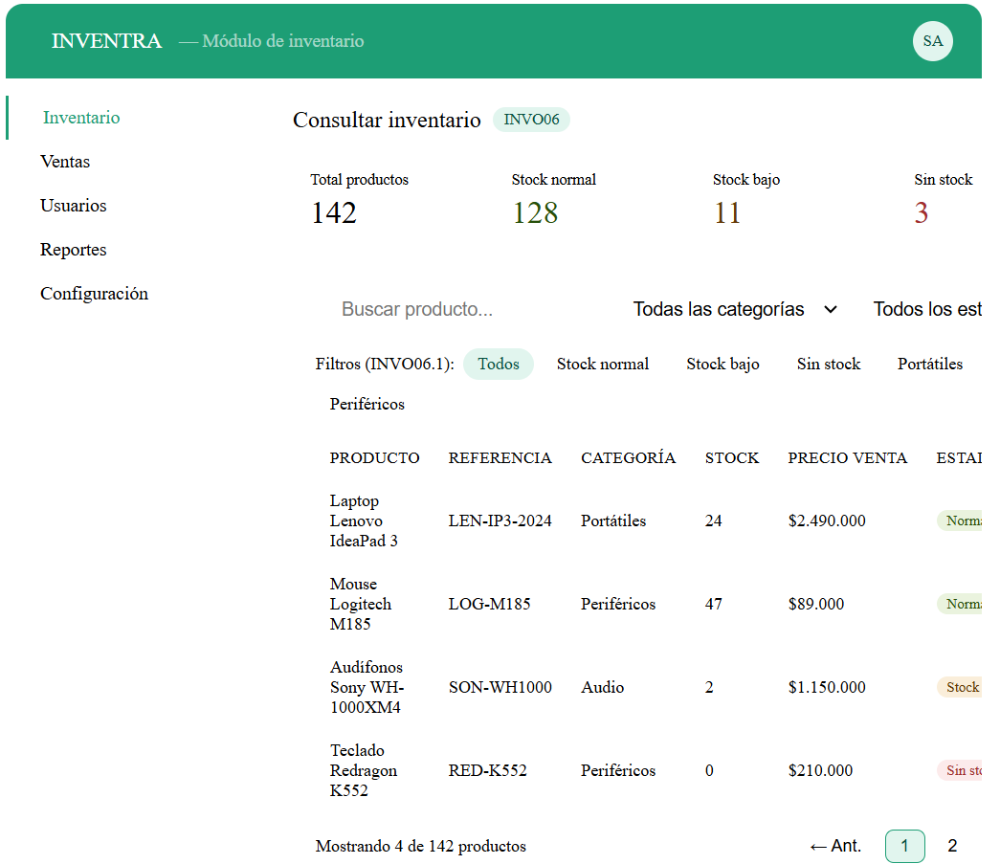 INVENTRA — Módulo de inventario SA
Inventario
Ventas
Usuarios
Reportes
Configuración
Consultar inventario INVO06
Total productos Stock normal Stock bajo Sin stock
142 128 11 3
Buscar producto... Todas las categorías Todos los est
Filtros (INVO06.1): Todos Stock normal Stock bajo Sin stock Portátiles
Periféricos
PRODUCTO REFERENCIA CATEGORÍA STOCK PRECIO VENTA ESTAI
Laptop
Lenovo
IdeaPad 3
LEN-IP3-2024 Portátiles 24 $2.490.000 Norma
Mouse
Logitech
M185
LOG-M185 Periféricos 47 $89.000 Norma
Audífonos
Sony WH-
1000XM4
SON-WH1000 Audio 2 $1.150.000 Stock
Teclado
Redragon
K552
RED-K552 Periféricos 0 $210.000 Sin sto
Mostrando 4 de 142 productos ← Ant. 1 2